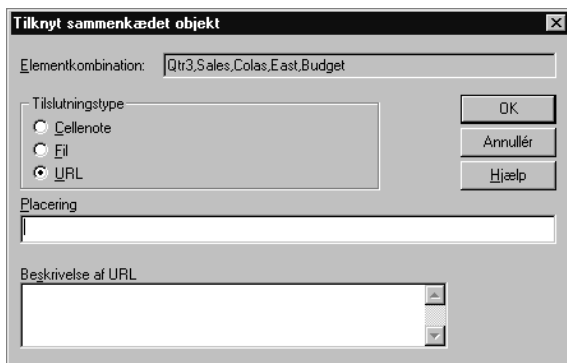 Tilknyt sammenkædet objekt
Elementkombination: Qtr3,Sales,Colas,East,Budget
Tilslutningstype
Cellenote
Fil
URL
OK
Annullér
Hjælp
Placering
Beskrivelse af URL